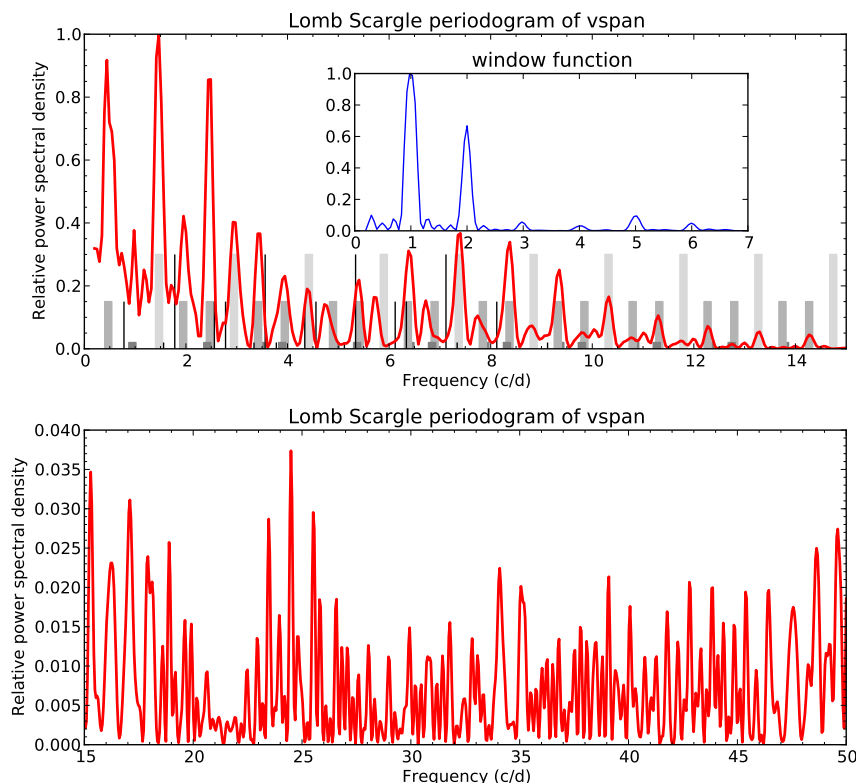 Lomb Scargle periodogram of vspan
Relative power spectral density
1.0
0.8
0.6
0.4
0.2
0.0
window function
1.0
0.8
0.6
0.4
0.2
0.0
0 1 2 3 4 5 6 7
0 2 4 6 8 10 12 14
Frequency (c/d)
Lomb Scargle periodogram of vspan
Relative power spectral density
0.040
0.035
0.030
0.025
0.020
0.015
0.010
0.005
0.000
15 20 25 30 35 40 45 50
Frequency (c/d)